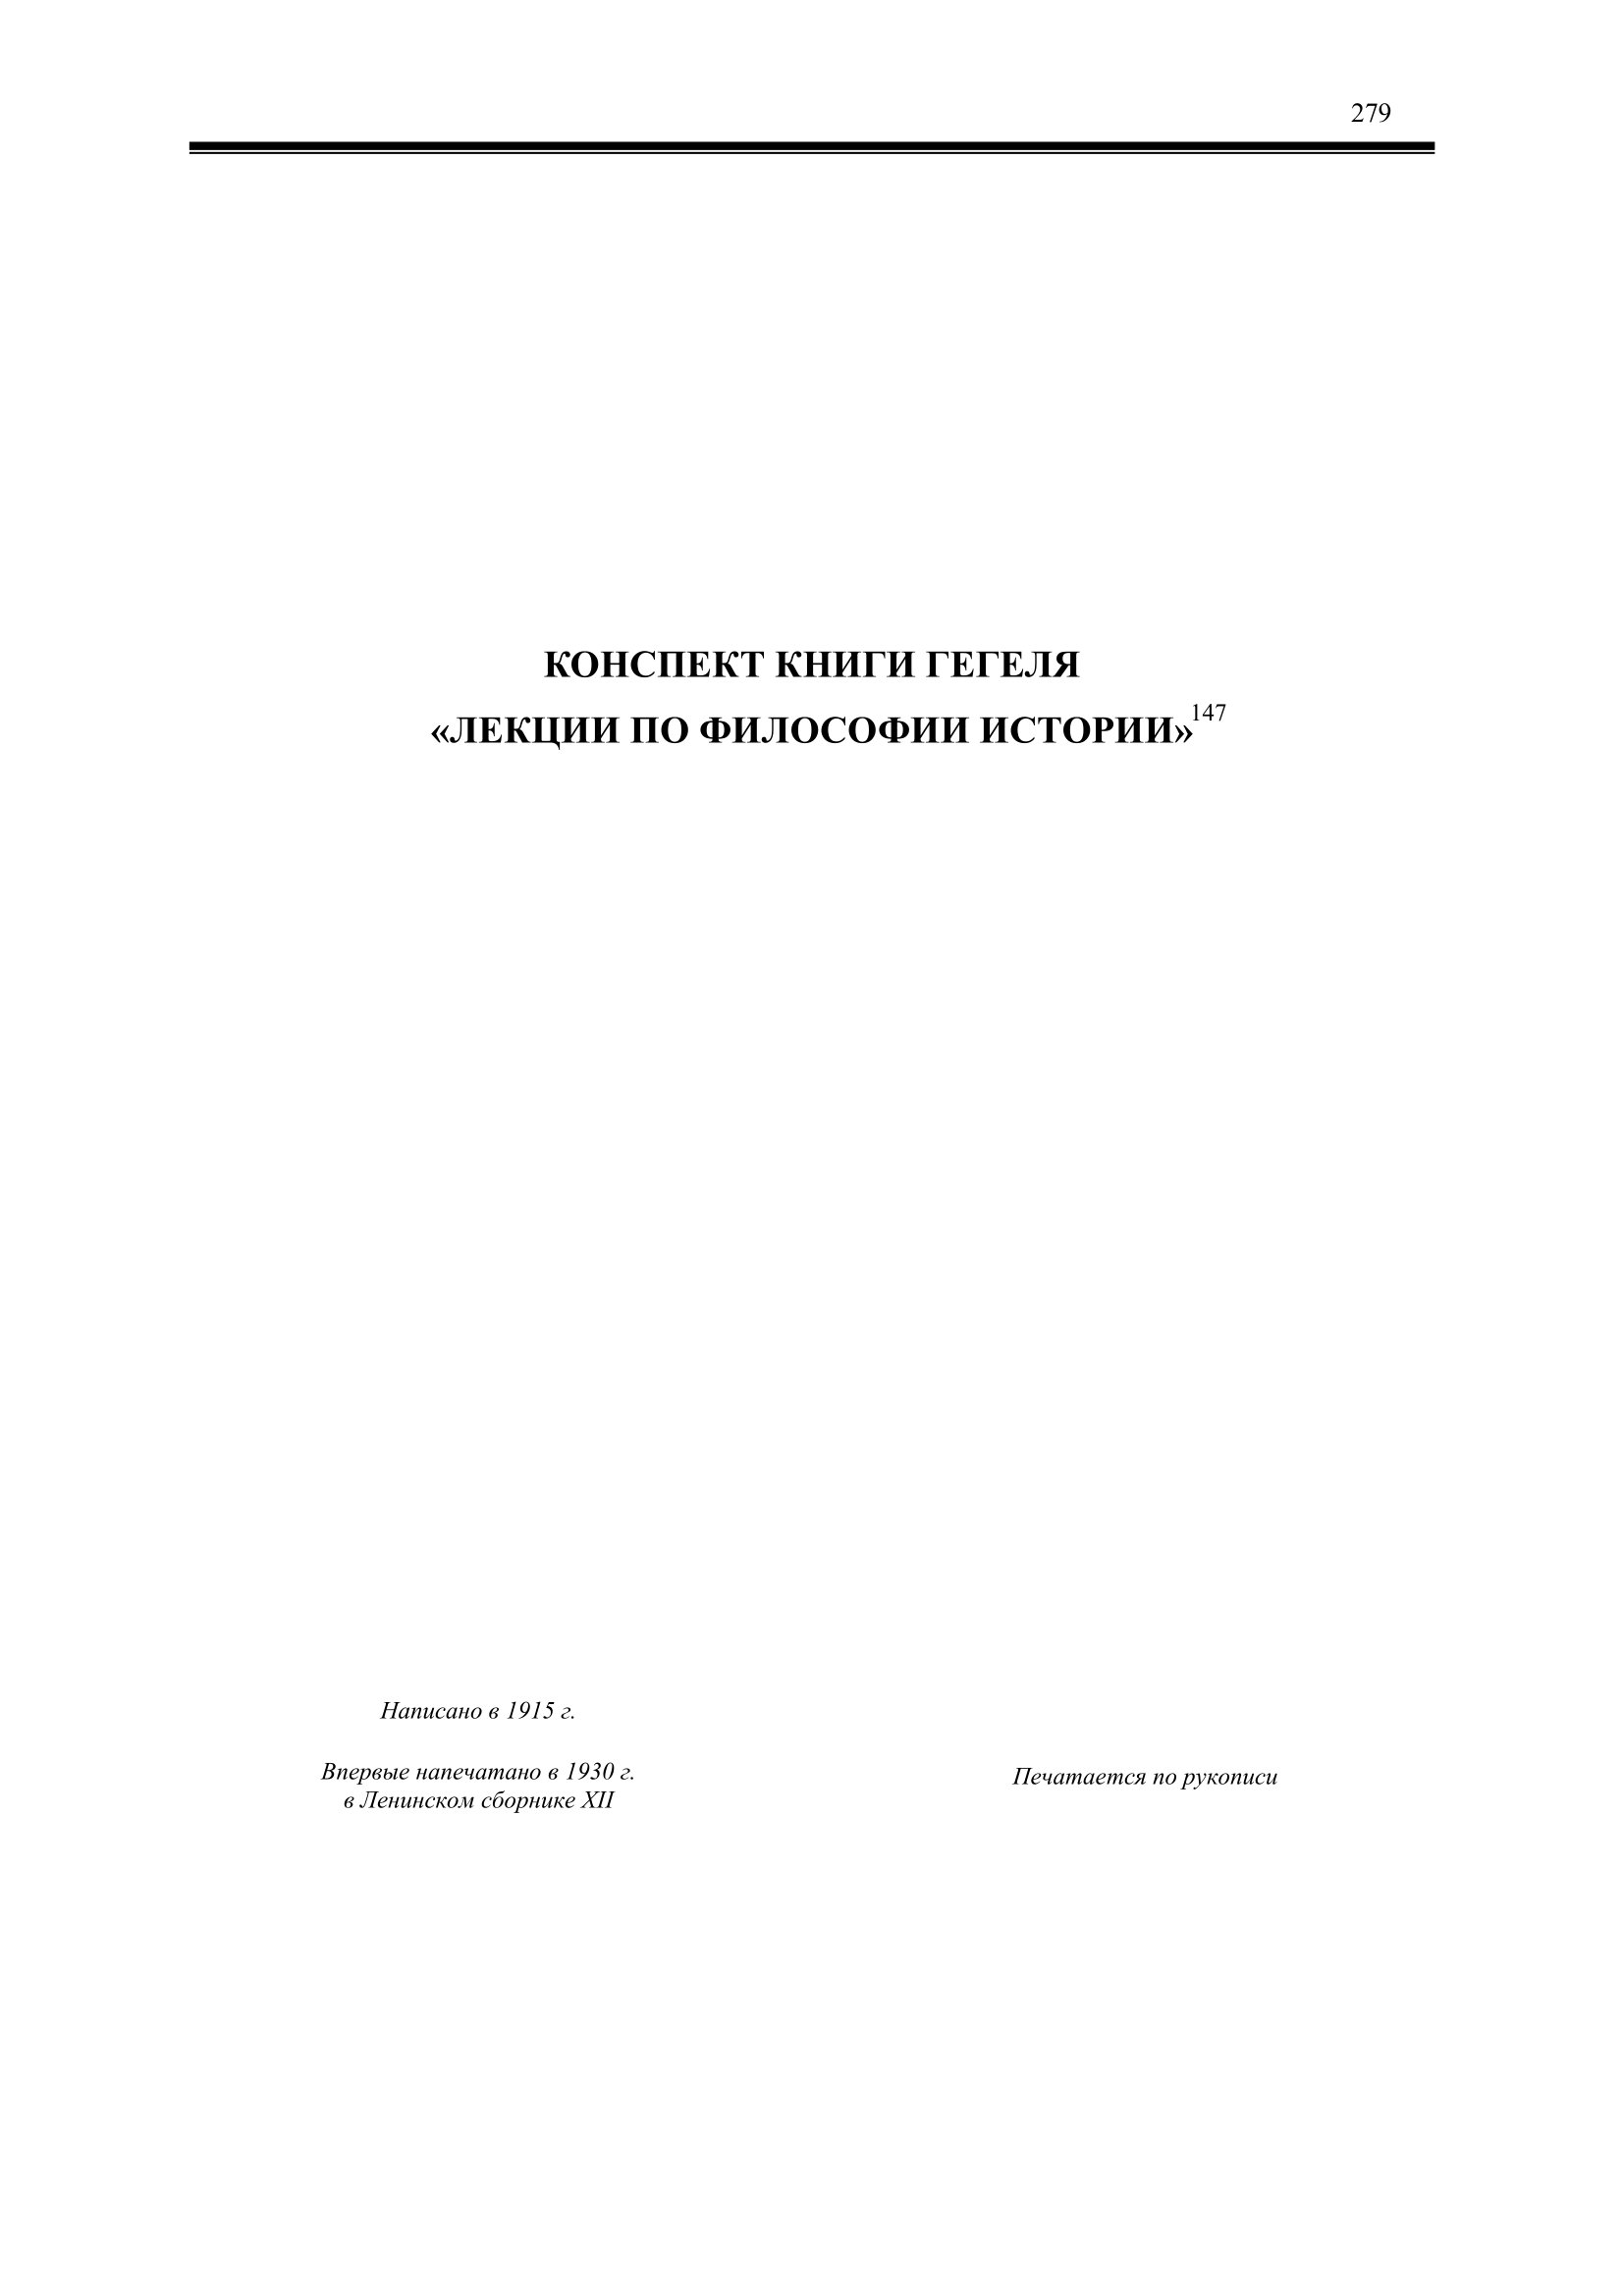 279
КОНСПЕКТ КНИГИ ГЕГЕЛЯ
«ЛЕКЦИИ ПО ФИЛОСОФИИ ИСТОРИИ»147
Написано в 1915 г.
Впервые напечатано в 1930 г.
в Ленинском сборнике XII
Печатается по рукописи